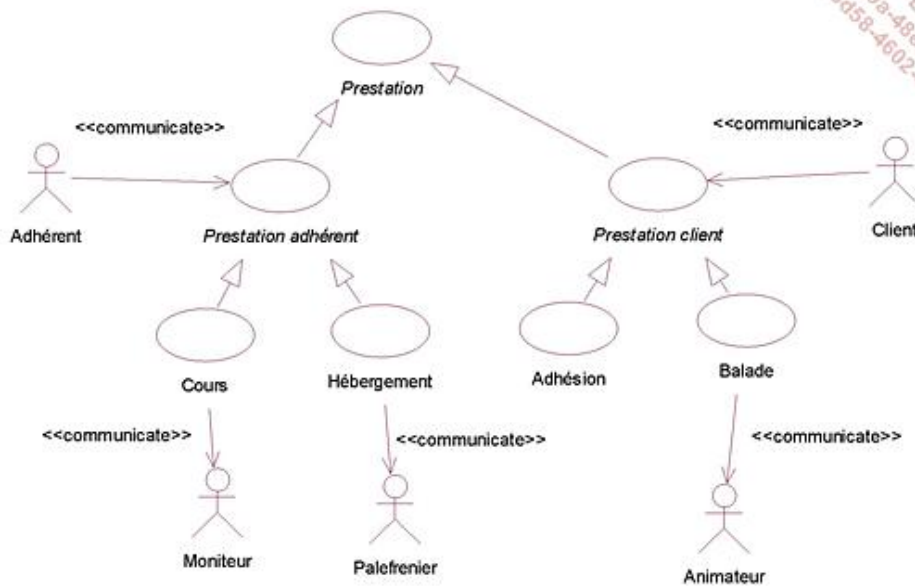 Prestation
<<communicate>>
<<communicate>>
Adhérent
Prestation adhérent
Prestation client
Client
Cours
Hébergement
Adhésion
Balade
<<communicate>>
<<communicate>>
<<communicate>>
Moniteur
Palefrenier
Animateur